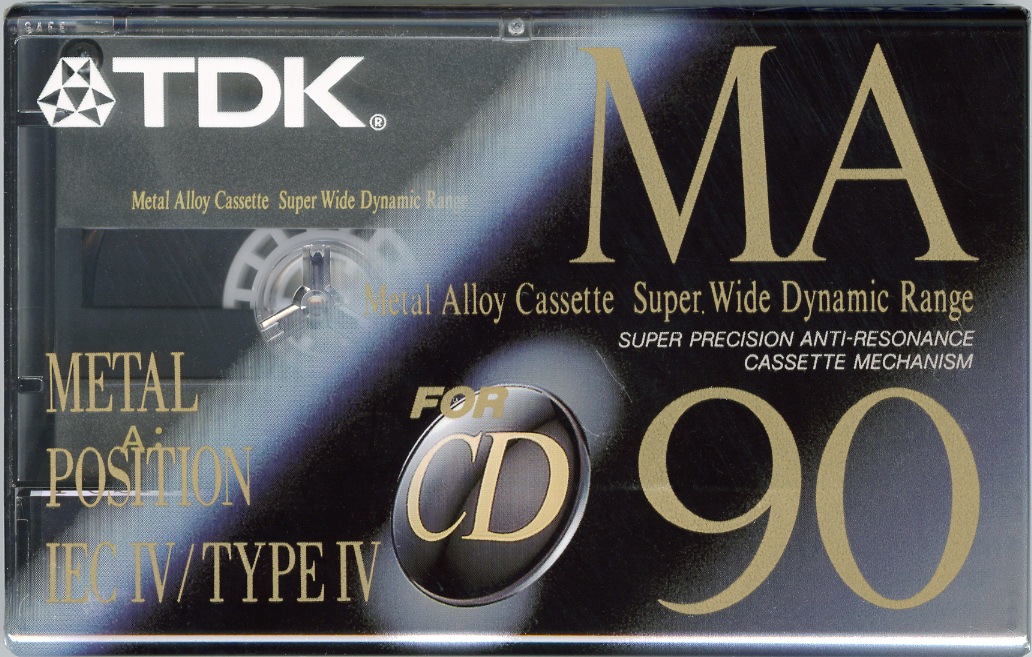 SAFE
TDK®
MA
Metal Alloy Cassette Super Wide Dynamic Range
Metal Alloy Cassette Super. Wide Dynamic Range
SUPER PRECISION ANTI-RESONANCE
CASSETTE MECHANISM
METAL
A
POSITION
IEC IV/TYPE IV
FOR
CD
90